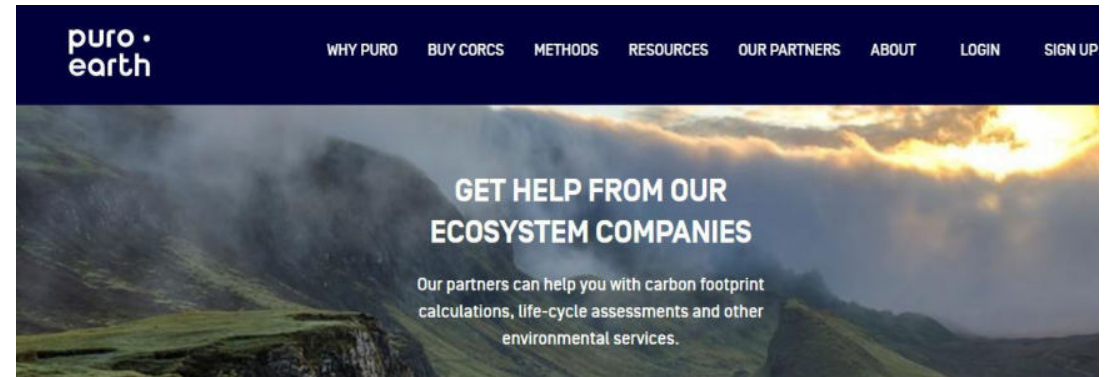 puro •
earth
WHY PURO BUY CORCS METHODS RESOURCES OUR PARTNERS ABOUT LOGIN SIGN UP
GET HELP FROM OUR
ECOSYSTEM COMPANIES
Our partners can help you with carbon footprint
calculations, life-cycle assessments and other
environmental services.